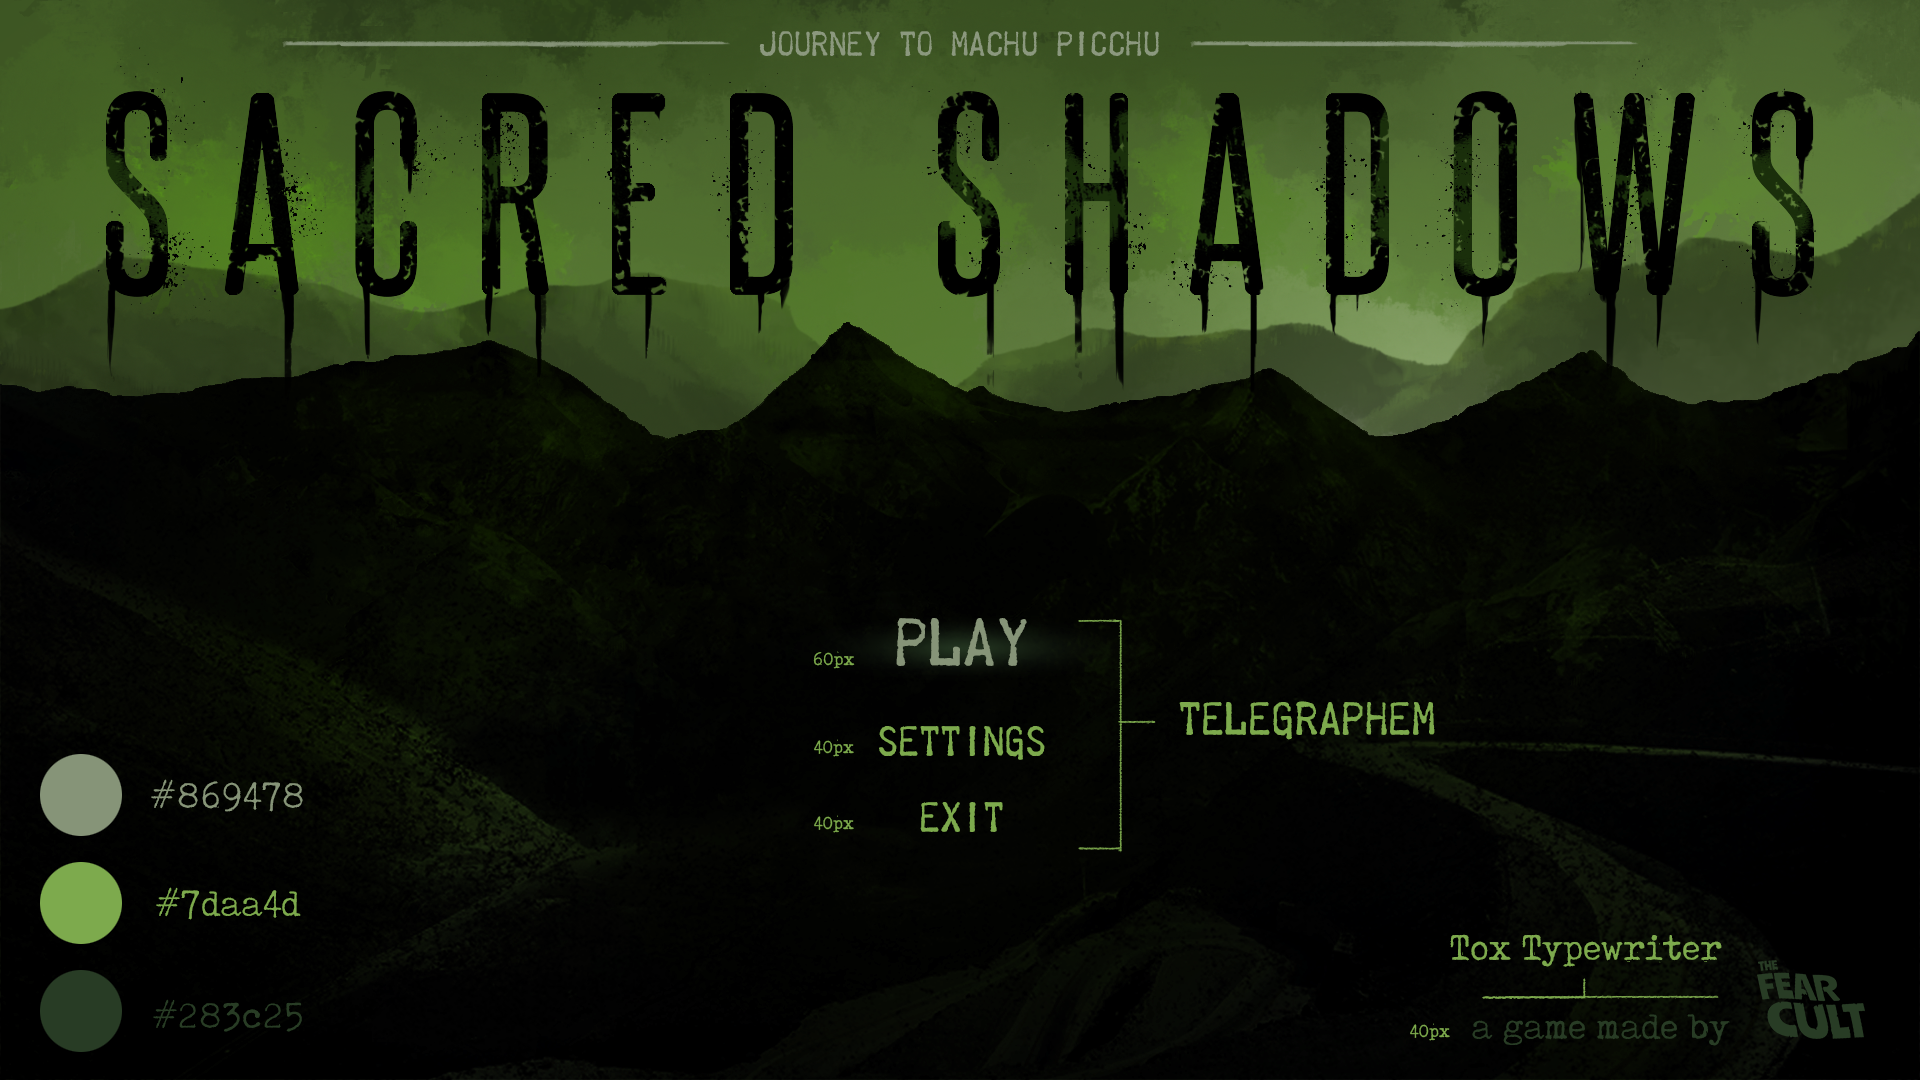 JOURNEY TO MACHU PICCHU
SACRED SHADOWS
60px PLAY
40px SETTINGS
40px EXIT
TELEGRAPHEM
#869478
#7daa4d
#283c25
Tox Typewriter
40px a game made by
THE
FEAR
CULT